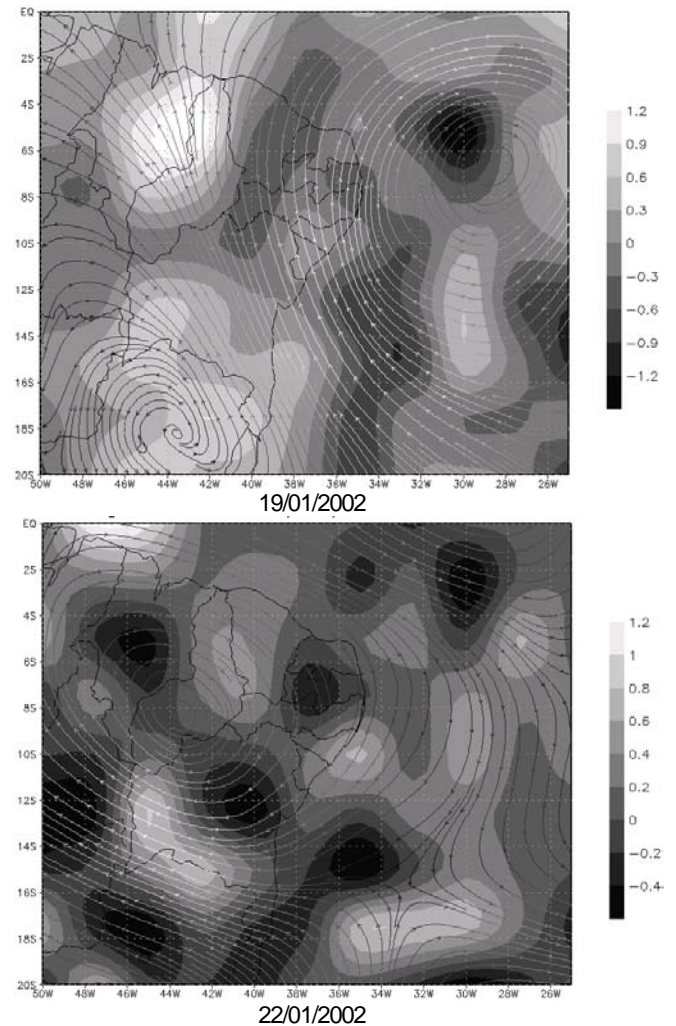 EQ
2S
4S
6S
8S
10S
12S
14S
16S
18S
20S
50W 48W 46W 44W 42W 40W 38W 36W 34W 32W 30W 28W 26W
1.2
0.9
0.6
0.3
0
-0.3
-0.6
-0.9
-1.2
19/01/2002
EQ
2S
4S
6S
8S
10S
12S
14S
16S
18S
20S
50W 48W 46W 44W 42W 40W 38W 36W 34W 32W 30W 28W 26W
1.2
1
0.8
0.6
0.4
0.2
0
-0.2
-0.4
22/01/2002